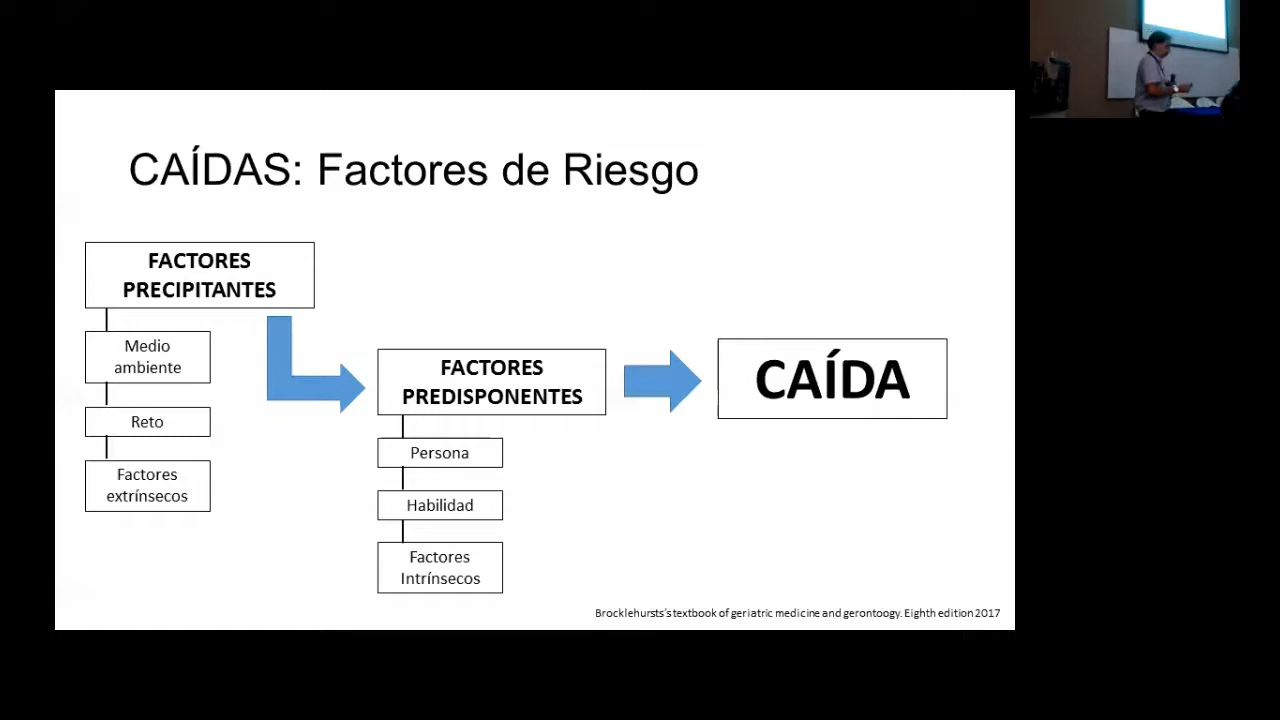 CAÍDAS: Factores de Riesgo
FACTORES
PRECIPITANTES
Medio
ambiente
Reto
Factores
extrínsecos
FACTORES
PREDISPONENTES
Persona
Habilidad
Factores
Intrínsecos
CAÍDA
Brocklehursts's textbook of geriatric medicine and gerontoogy. Eighth edition 2017